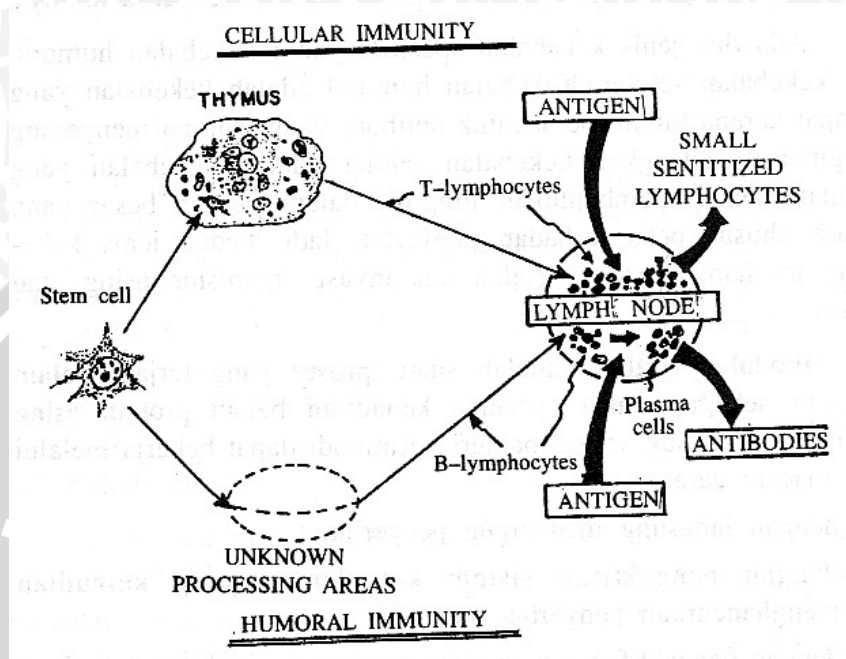 CELLULAR IMMUNITY
THYMUS
ANTIGEN
SMALL
SENTITIZED
LYMPHOCYTES
T-lymphocytes
Stem cell
LYMPH NODE
Plasma
cells
ANTIBODIES
B-lymphocytes
ANTIGEN
UNKNOWN
PROCESSING AREAS
HUMORAL IMMUNITY